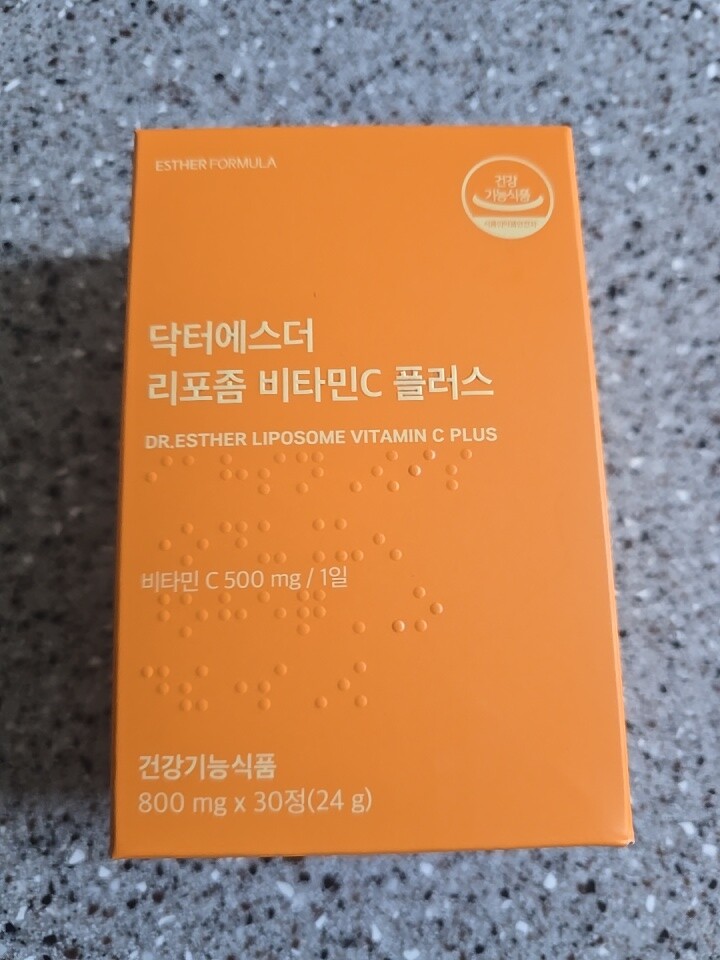 ESTHER FORMULA
건강
기능식품
닥터에스더
리포좀 비타민C 플러스
DR.ESTHER LIPOSOME VITAMIN C PLUS
비타민 C 500 mg / 1일
건강기능식품
800 mg x 30정(24 g)